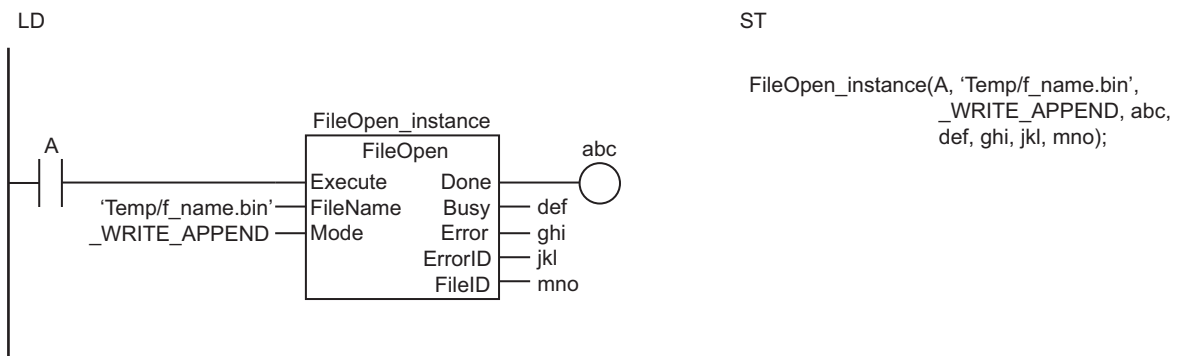 LD
ST
FileOpen_instance(A, ‘Temp/f_name.bin’,
_WRITE_APPEND, abc,
def, ghi, jkl, mno);
FileOpen_instance
A
FileOpen
abc
Execute Done
‘Temp/f_name.bin’ FileName Busy def
_WRITE_APPEND Mode Error ghi
ErrorID jkl
FileID mno